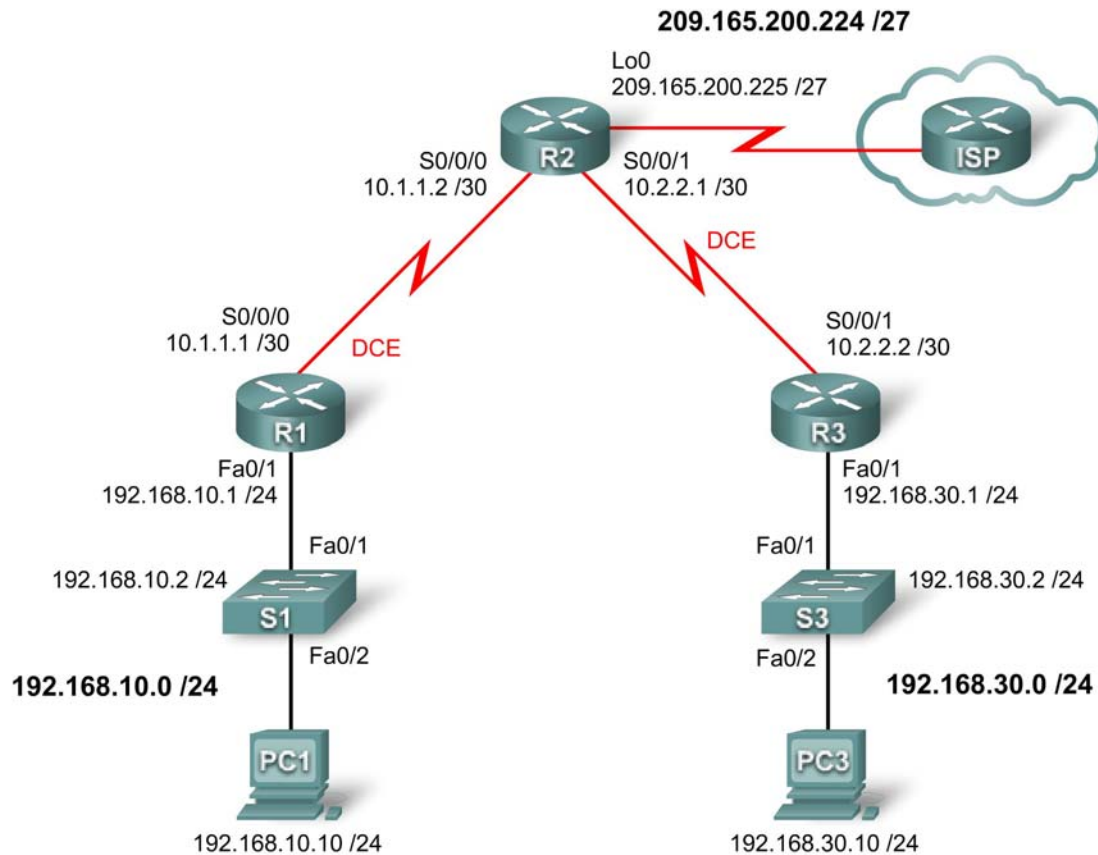 209.165.200.224 /27
Lo0
209.165.200.225 /27
R2
ISP
S0/0/0
10.1.1.2 /30
S0/0/1
10.2.2.1 /30
DCE
S0/0/0
10.1.1.1 /30
DCE
S0/0/1
10.2.2.2 /30
R1
R3
Fa0/1
192.168.10.1 /24
Fa0/1
192.168.30.1 /24
Fa0/1
Fa0/1
192.168.10.2 /24
192.168.30.2 /24
S1
S3
Fa0/2
Fa0/2
192.168.10.0 /24
192.168.30.0 /24
PC1
PC3
192.168.10.10 /24
192.168.30.10 /24